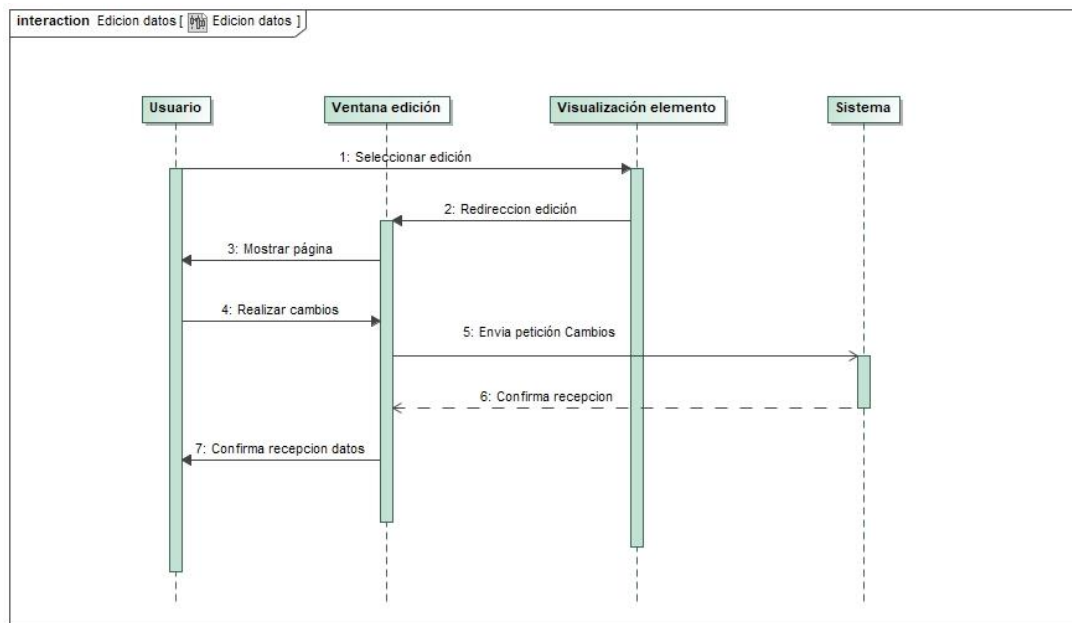 interaction Edicion datos [ Edicion datos ]
Usuario
Ventana edición
Visualización elemento
Sistema
1: Seleccionar edición
2: Redireccion edición
3: Mostrar página
4: Realizar cambios
5: Envia petición Cambios
6: Confirma recepcion
7: Confirma recepcion datos